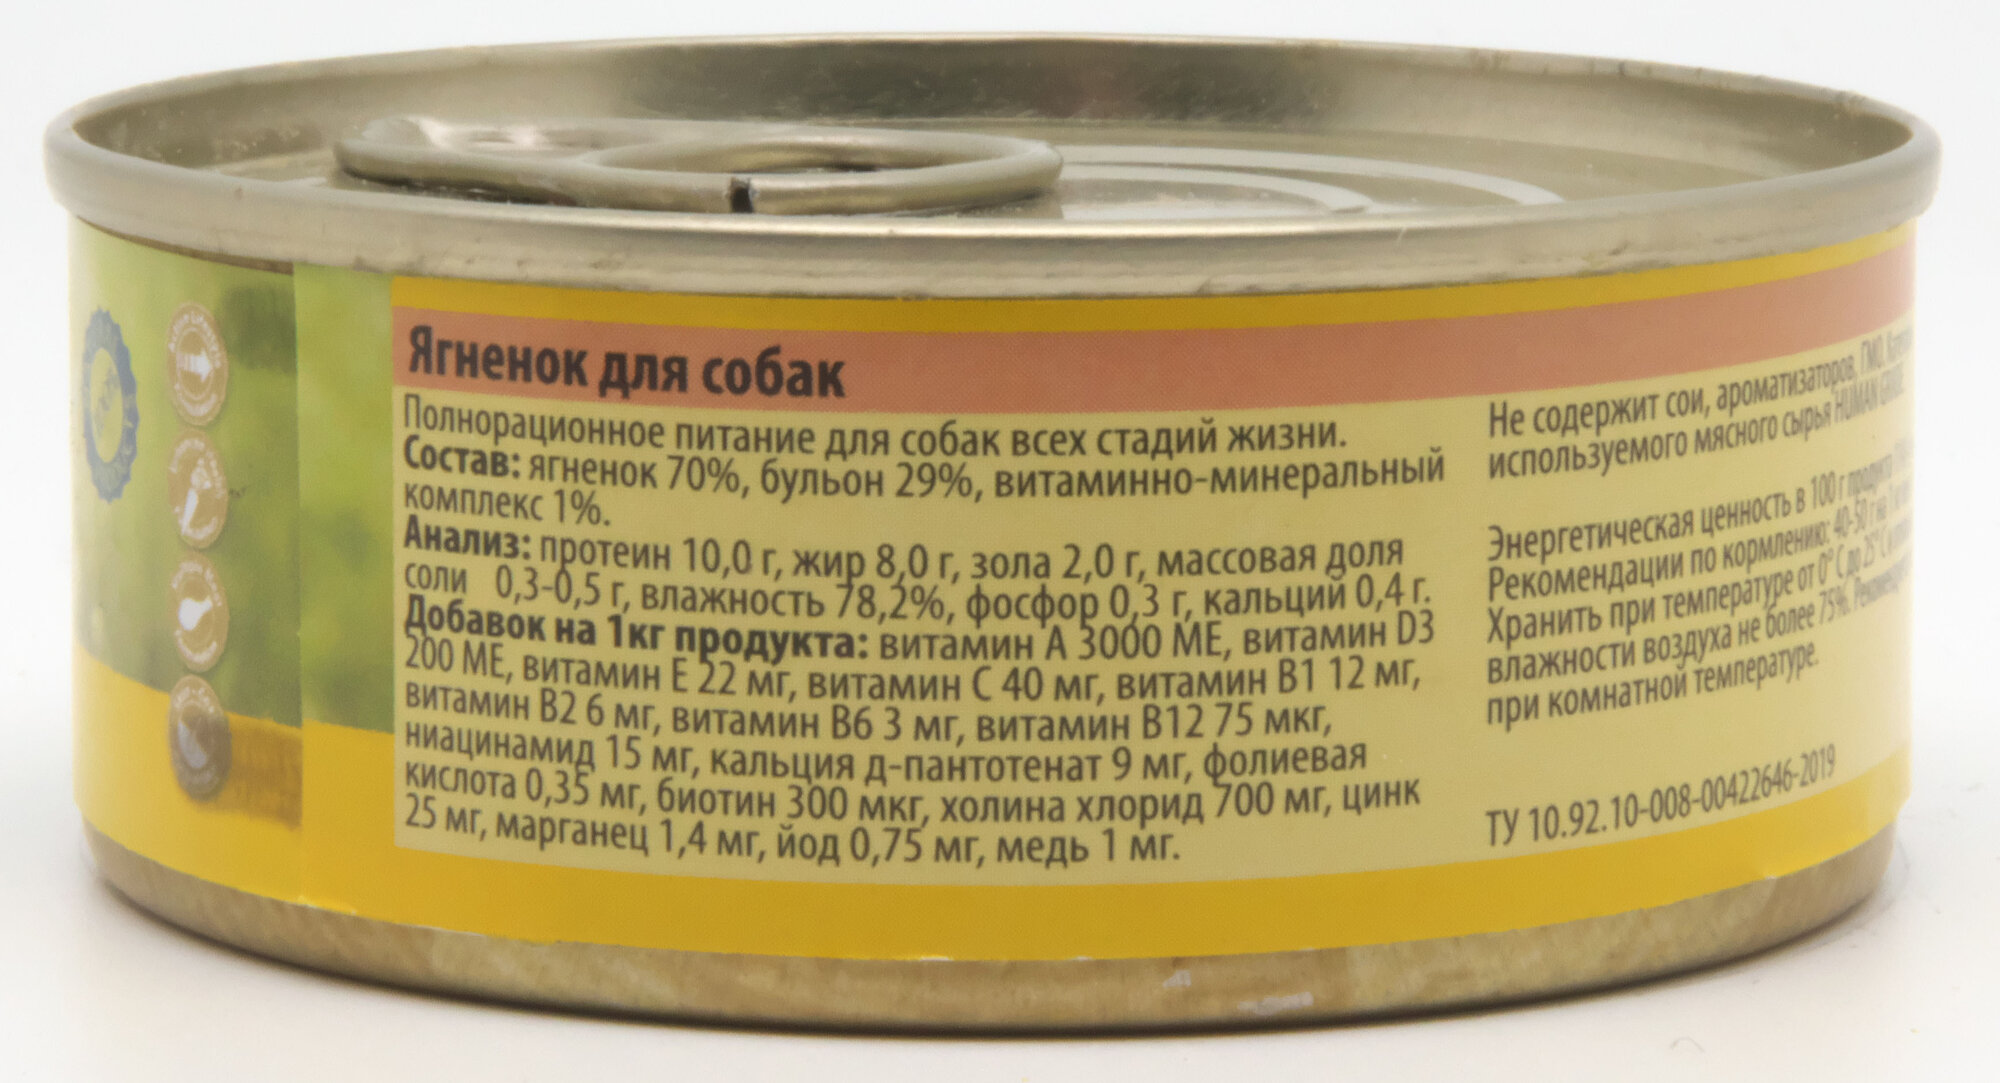 Ягненок для собак
Полнорационное питание для собак всех стадий жизни.
Состав: ягненок 70%, бульон 29%, витаминно-минеральный
комплекс 1%.
Анализ: протеин 10,0 г, жир 8,0 г, зола 2,0 г, массовая доля
соли 0,3-0,5 г, влажность 78,2%, фосфор 0,3 г, кальций 0,4 г.
Добавок на 1кг продукта: витамин А 3000 МЕ, витамин D3
200 МЕ, витамин Е 22 мг, витамин С 40 мг, витамин В1 12 мг,
витамин В2 6 мг, витамин В6 3 мг, витамин В12 75 мкг,
ниацинамид 15 мг, кальция д-пантотенат 9 мг, фолиевая
кислота 0,35 мг, биотин 300 мкг, холина хлорид 700 мг, цинк
25 мг, марганец 1,4 мг, йод 0,75 мг, медь 1 мг.
Не содержит сои, ароматизаторов, ГМО.
используемого мясного сырья HUMAN
Энергетическая ценность в 100 г продукта
Рекомендации по кормлению: 40-50 г на 1 кг
Хранить при температуре от 0° С до 25° С
влажности воздуха не более 75%.
при комнатной температуре.
ТУ 10.92.10-008-00422646-2019